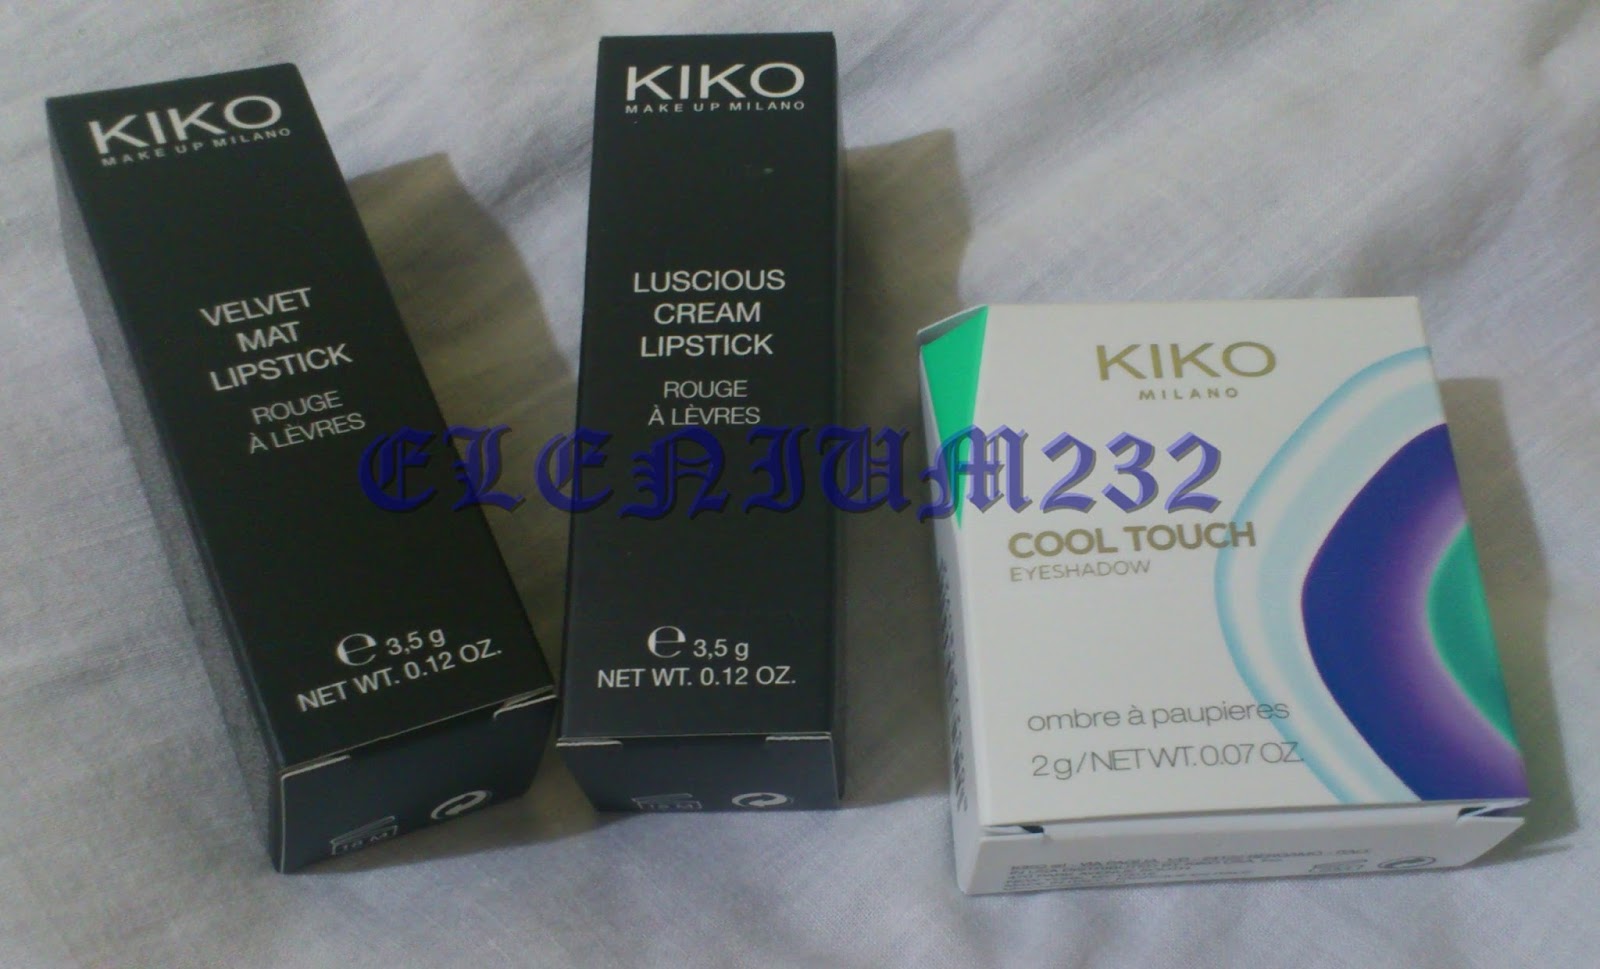 KIKO
MAKE UP MILANO
VELVET
MAT
LIPSTICK
ROUGE
À LÈVRES
e 3,5 g
NET WT. 0.12 OZ.
18 M
KIKO
MAKE UP MILANO
LUSCIOUS
CREAM
LIPSTICK
ROUGE
À LÈVRES
e 3,5 g
NET WT. 0.12 OZ.
18 M
KIKO
MILANO
COOL TOUCH
EYESHADOW
ombre à paupieres
2 g / NET WT. 0.07 OZ.
ELENIUM232